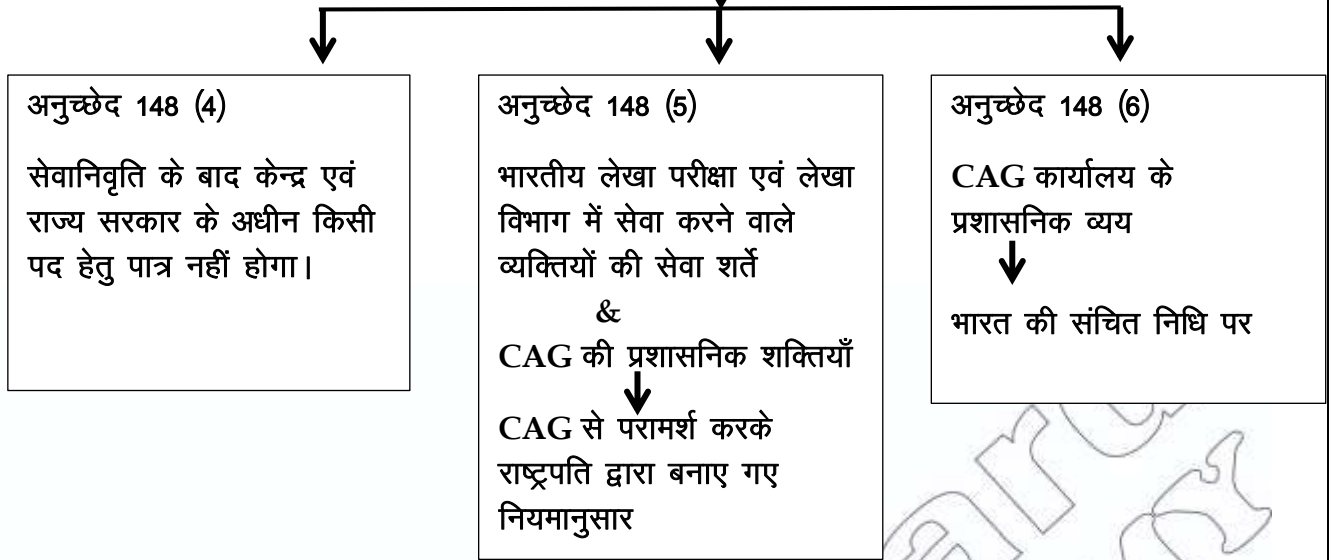 अनुच्छेद 148 (4)
सेवानिवृति के बाद केन्द्र एवं
राज्य सरकार के अधीन किसी
पद हेतु पात्र नहीं होगा।
अनुच्छेद 148 (5)
भारतीय लेखा परीक्षा एवं लेखा
विभाग में सेवा करने वाले
व्यक्तियों की सेवा शर्ते
&
CAG की प्रशासनिक शक्तियाँ
CAG से परामर्श करके
राष्ट्रपति द्वारा बनाए गए
नियमानुसार
अनुच्छेद 148 (6)
CAG कार्यालय के
प्रशासनिक व्यय
भारत की संचित निधि पर